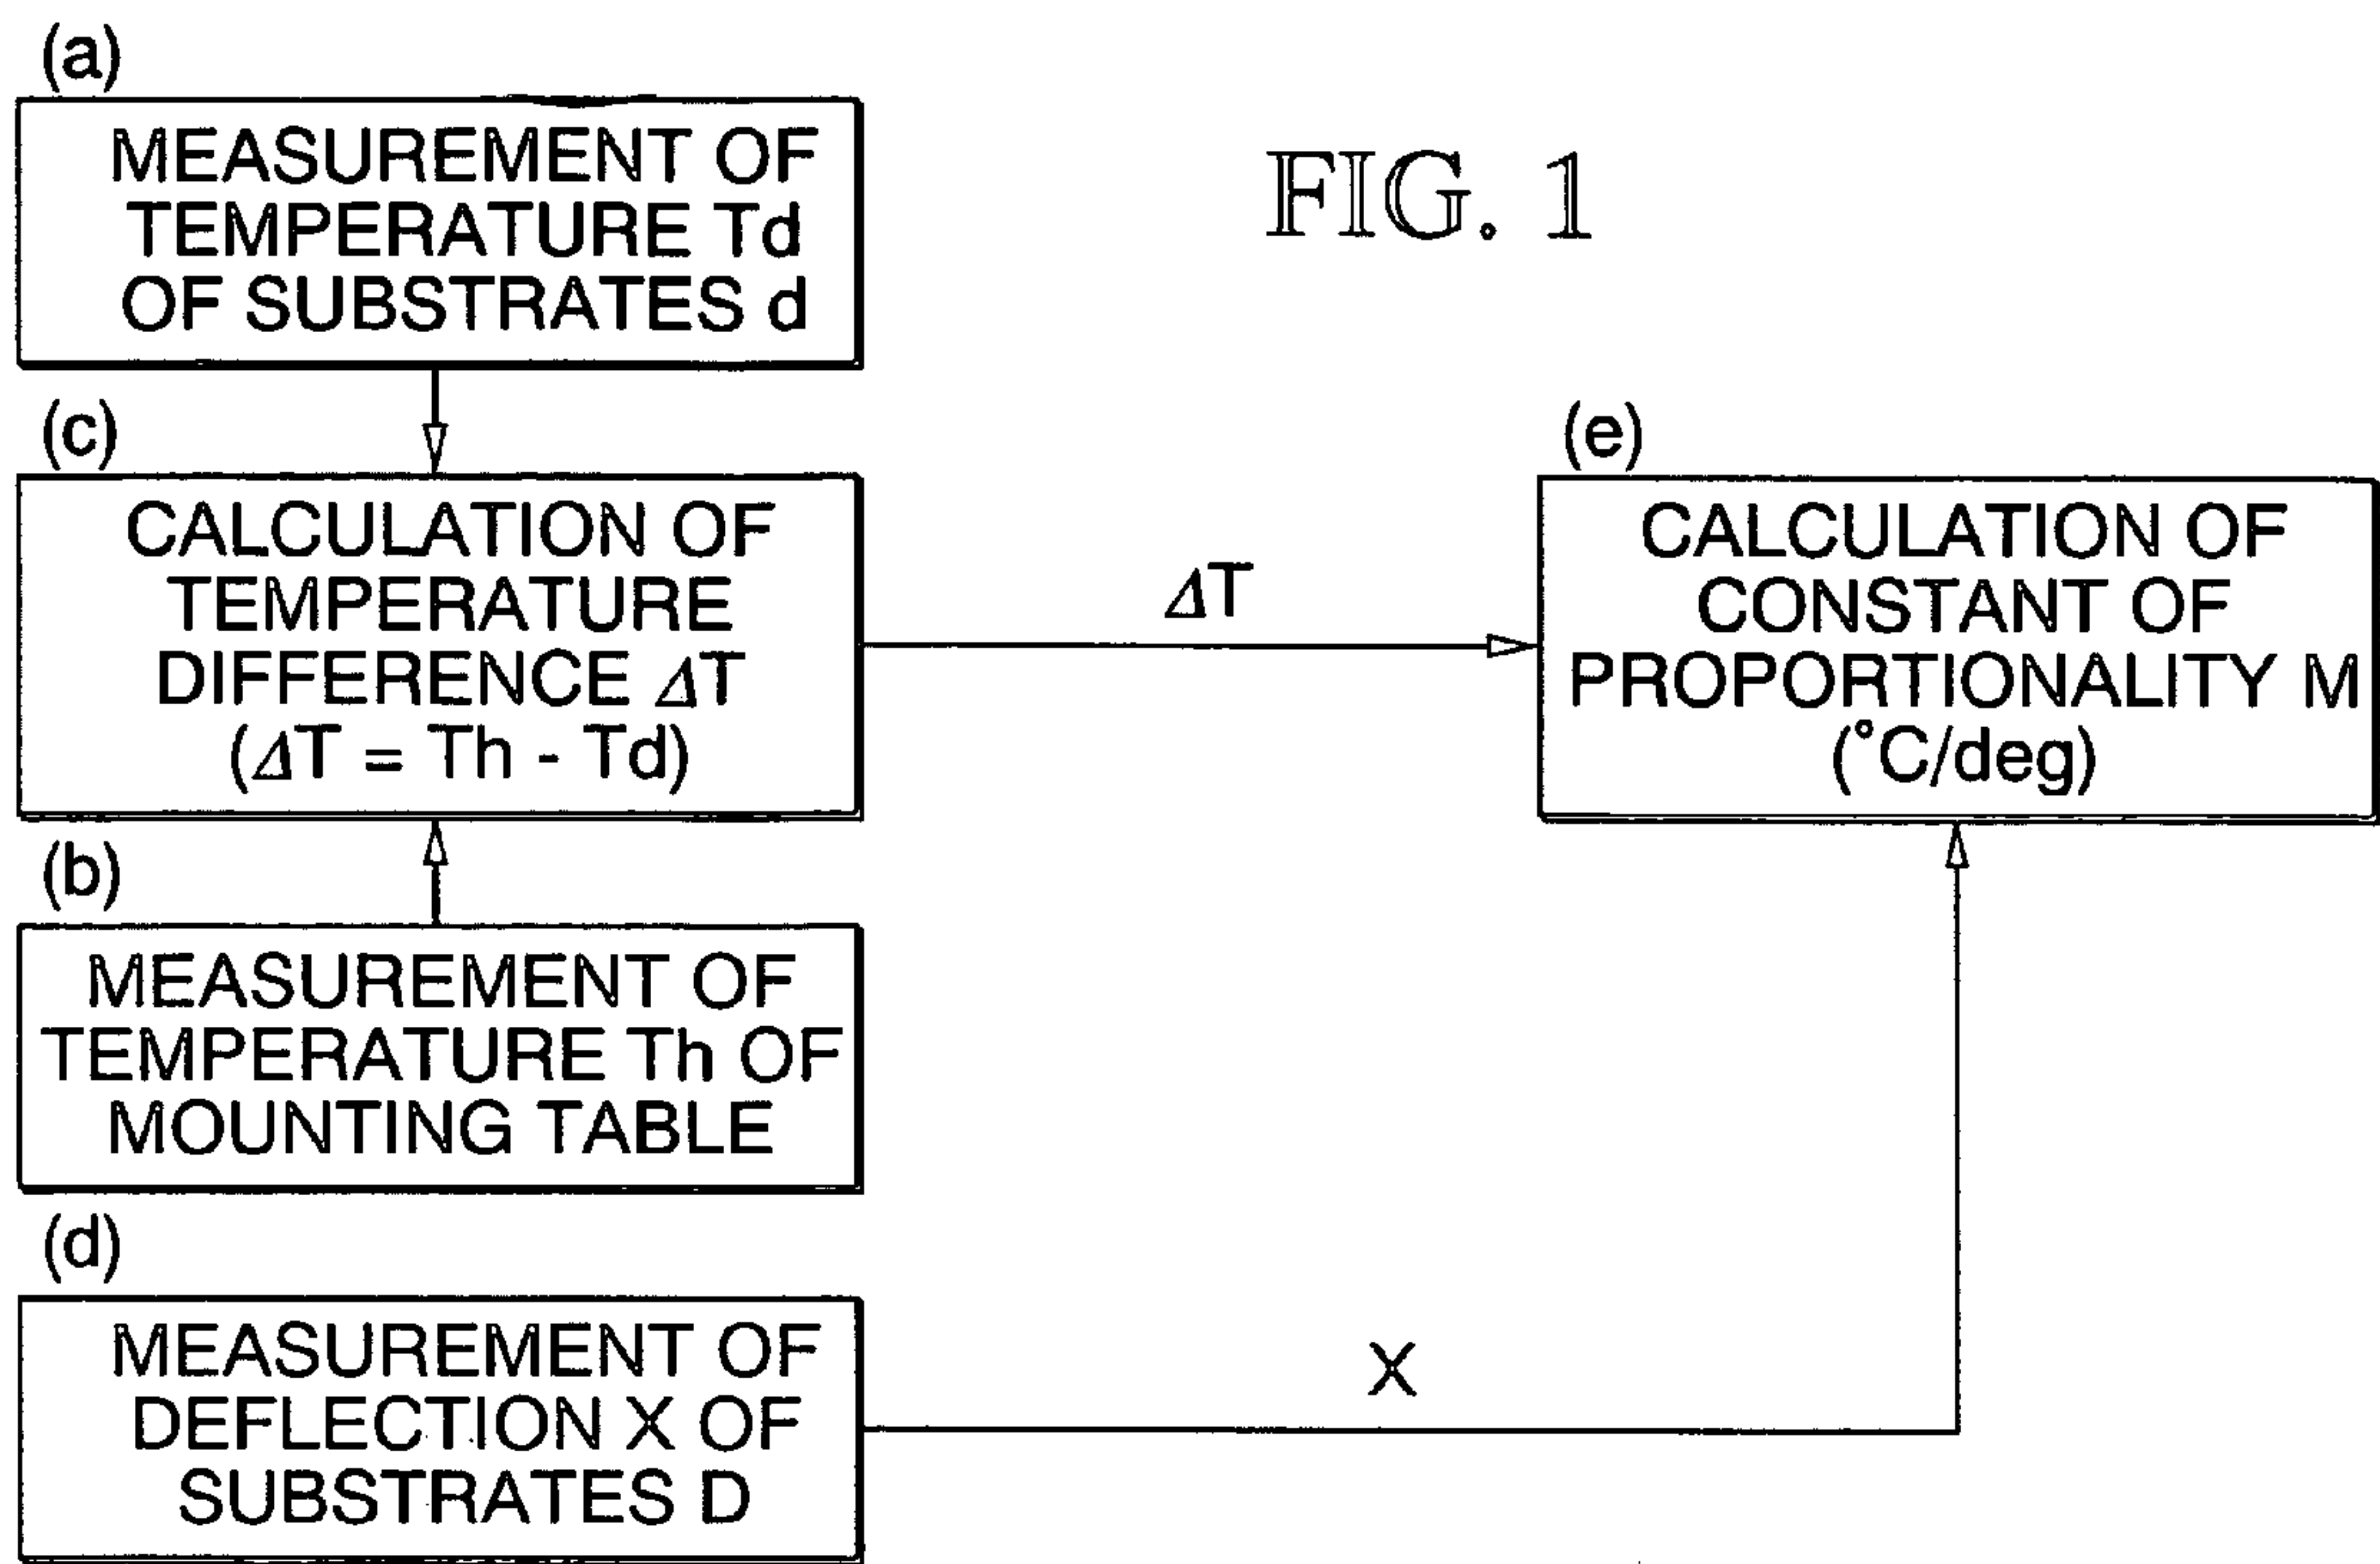 (a)
MEASUREMENT OF
TEMPERATURE Td
OF SUBSTRATES d
FIG. 1
(c)
CALCULATION OF
TEMPERATURE
DIFFERENCE ΔT
(ΔT = Th - Td)
ΔT
(e)
CALCULATION OF
CONSTANT OF
PROPORTIONALITY M
(°C/deg)
(b)
MEASUREMENT OF
TEMPERATURE Th OF
MOUNTING TABLE
(d)
MEASUREMENT OF
DEFLECTION X OF
SUBSTRATES D
X